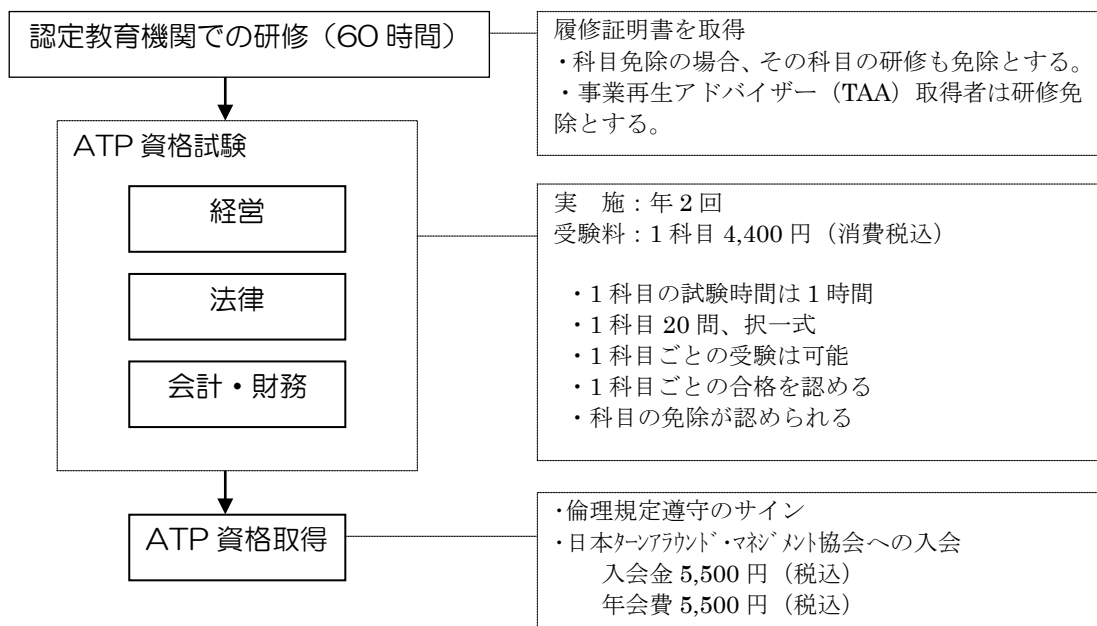 認定教育機関での研修（60 時間）
履修証明書を取得
・科目免除の場合、その科目の研修も免除とする。
・事業再生アドバイザー（TAA）取得者は研修免
除とする。
ATP 資格試験
経営
法律
会計・財務
実　施：年 2 回
受験料：1 科目 4,400 円（消費税込）
・1 科目の試験時間は 1 時間
・1 科目 20 問、択一式
・1 科目ごとの受験は可能
・1 科目ごとの合格を認める
・科目の免除が認められる
ATP 資格取得
・倫理規定遵守のサイン
・日本ﾀｰﾝｱﾗｳﾝﾄﾞ･ﾏﾈｼﾞﾒﾝﾄ協会への入会
入会金 5,500 円（税込）
年会費 5,500 円（税込）